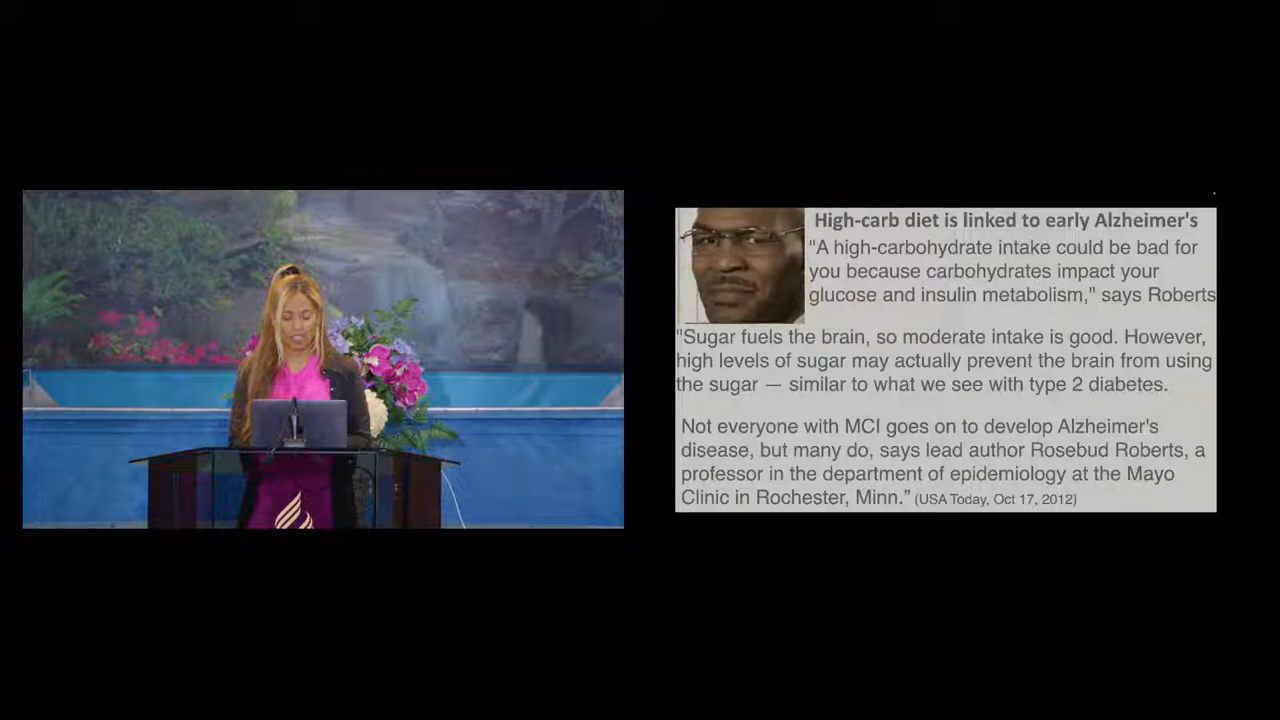 High-carb diet is linked to early Alzheimer's
"A high-carbohydrate intake could be bad for
you because carbohydrates impact your
glucose and insulin metabolism," says Roberts
"Sugar fuels the brain, so moderate intake is good. However,
high levels of sugar may actually prevent the brain from using
the sugar — similar to what we see with type 2 diabetes.
Not everyone with MCI goes on to develop Alzheimer's
disease, but many do, says lead author Rosebud Roberts, a
professor in the department of epidemiology at the Mayo
Clinic in Rochester, Minn.” (USA Today, Oct 17, 2012)